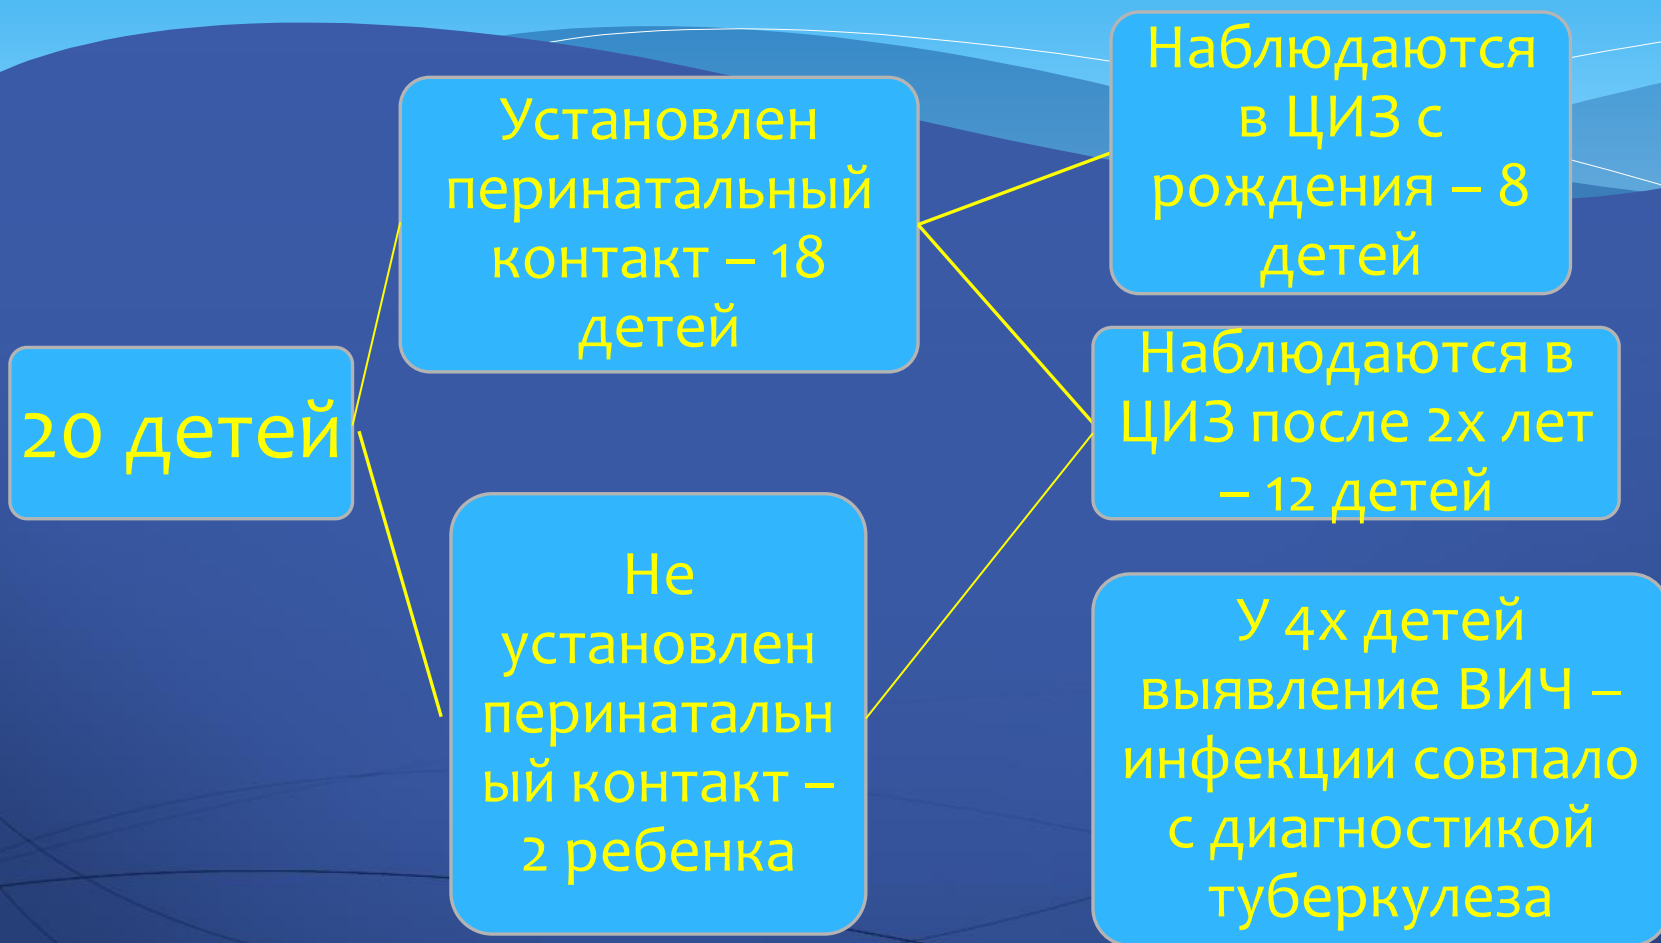 20 детей
Установлен
перинатальный
контакт – 18
детей
Не
установлен
перинатальн
ый контакт –
2 ребенка
Наблюдаются
в ЦИЗ с
рождения – 8
детей
Наблюдаются в
ЦИЗ после 2х лет
– 12 детей
У 4х детей
выявление ВИЧ –
инфекции совпало
с диагностикой
туберкулеза